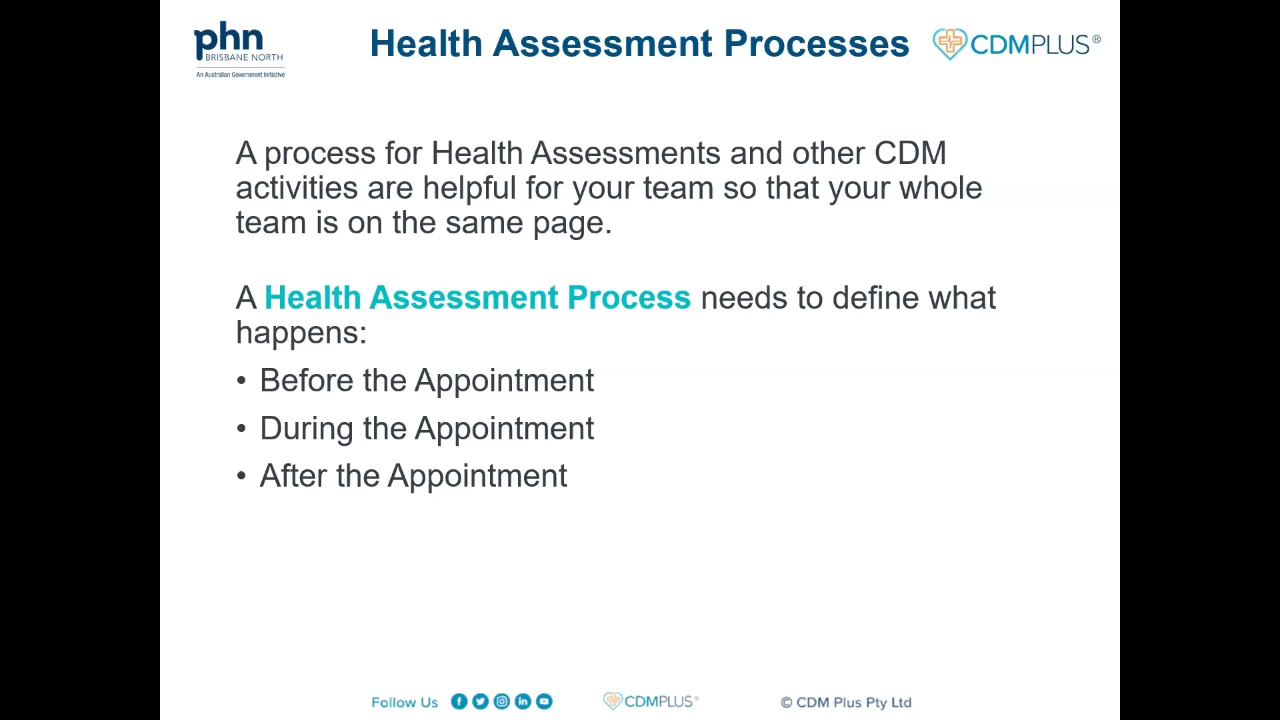 phn
BRISBANE NORTH
An Australian Government Initiative
Health Assessment Processes
CDMPLUS®
A process for Health Assessments and other CDM
activities are helpful for your team so that your whole
team is on the same page.
A Health Assessment Process needs to define what
happens:
• Before the Appointment
• During the Appointment
• After the Appointment
Follow Us
CDMPLUS®
© CDM Plus Pty Ltd